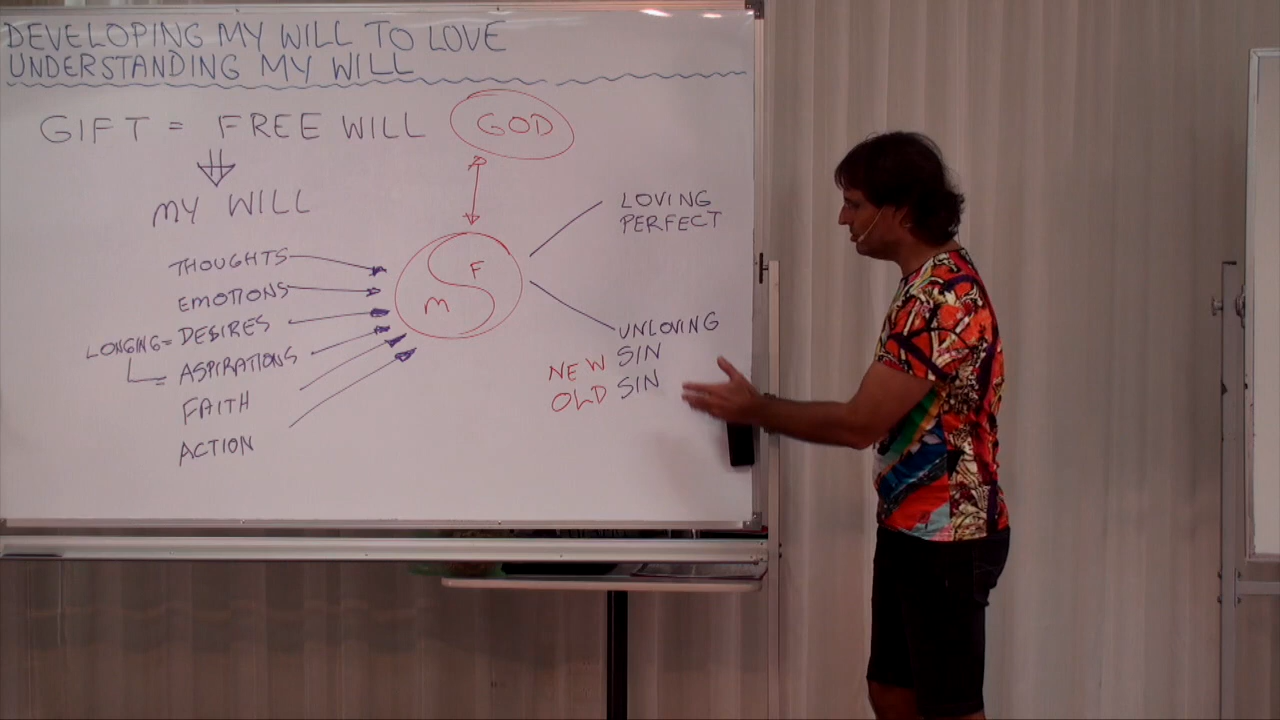 DEVELOPING MY WILL TO LOVE
UNDERSTANDING MY WILL
GIFT = FREE WILL
GOD
MY WILL
LOVING
PERFECT
THOUGHTS
EMOTIONS
LONGING = DESIRES
= ASPIRATIONS
FAITH
ACTION
F
M
UNLOVING
NEW SIN
OLD SIN